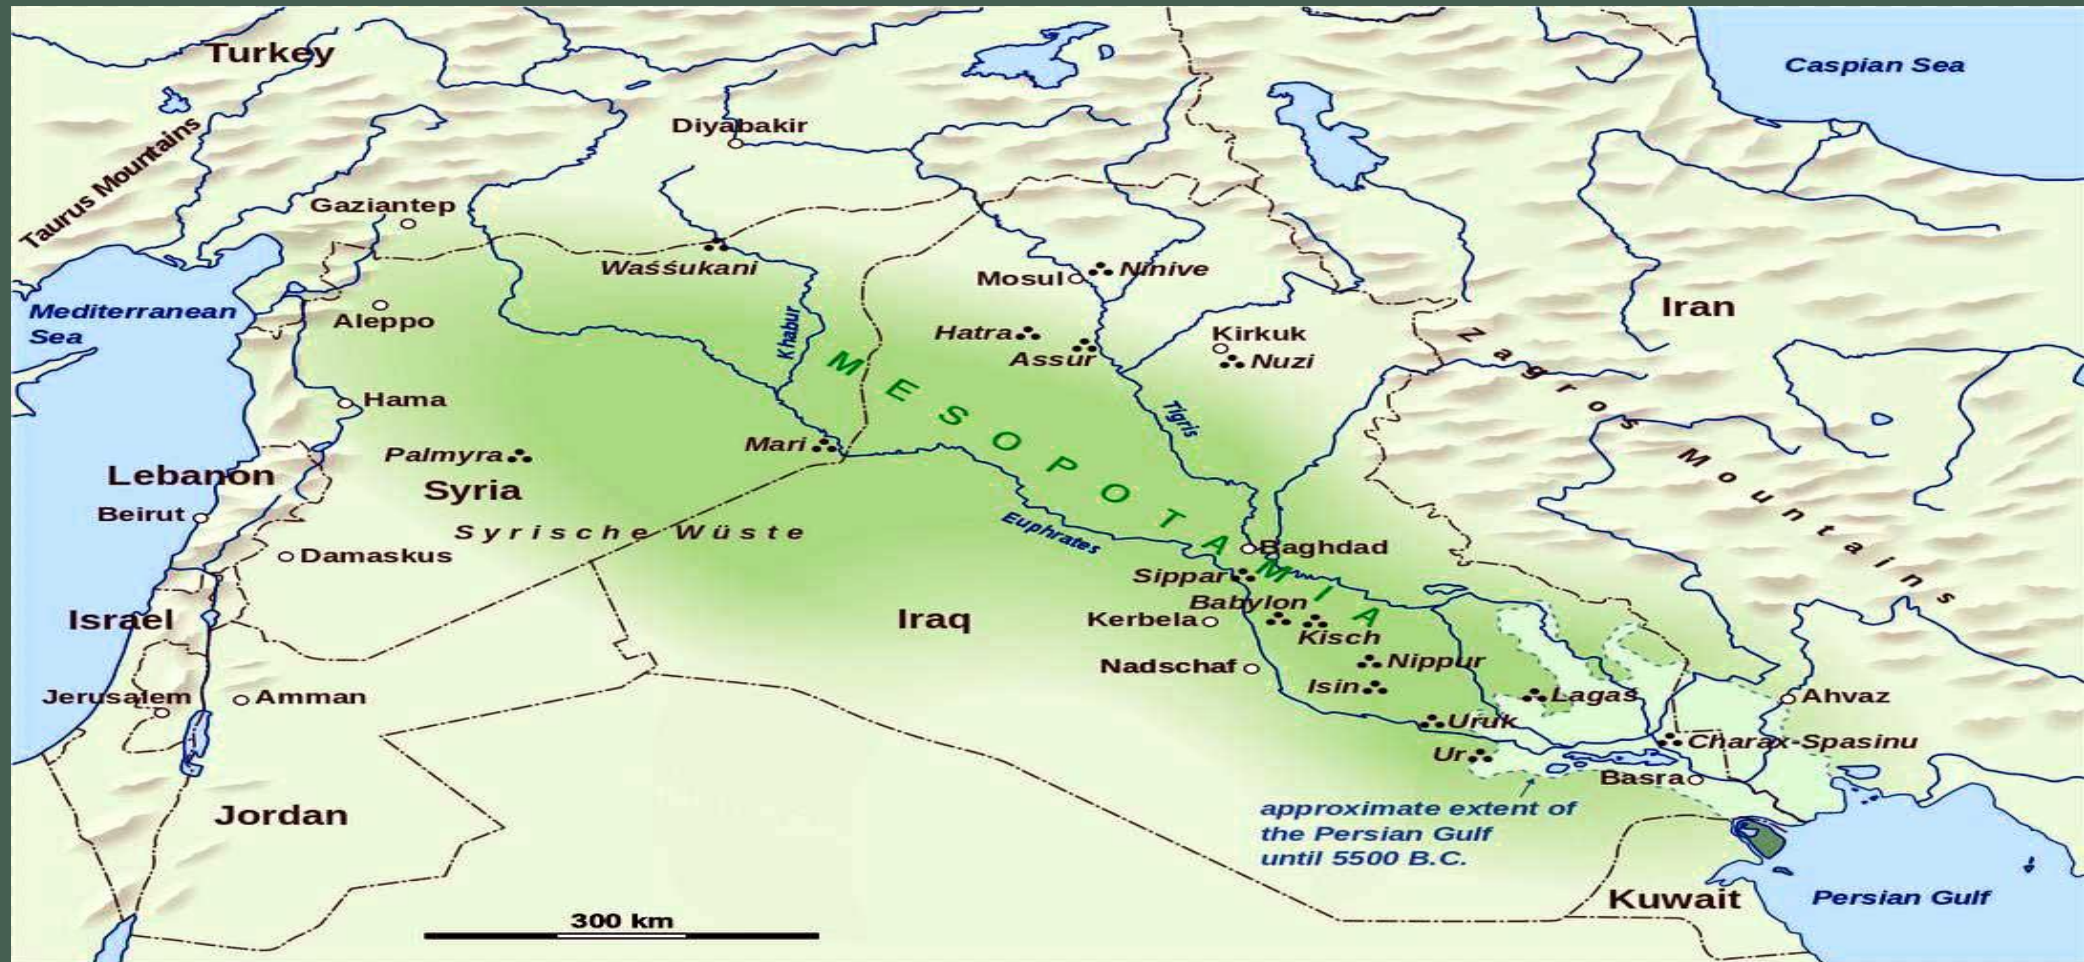 Turkey
Caspian Sea
Diyabakir
Taurus Mountains
Gaziantep
Waśśukani
Mosul
Ninive
Mediterranean
Sea
Aleppo
Khabur
Hatra
Assur
Kirkuk
Nuzi
Iran
Zagros Mountains
MESOPOTAMIA
Tigris
Hama
Palmyra
Mari
Lebanon
Syria
Beirut
Syrische Wüste
Damaskus
Euphrates
Baghdad
Sippar
Babylon
Israel
Iraq
Kerbela
Kisch
Nadschaf
Nippur
Isin
Jerusalem
Amman
Lagas
Ahvaz
Uruk
Ur
Charax-Spasinu
Basra
Jordan
approximate extent of
the Persian Gulf
until 5500 B.C.
Kuwait
Persian Gulf
300 km